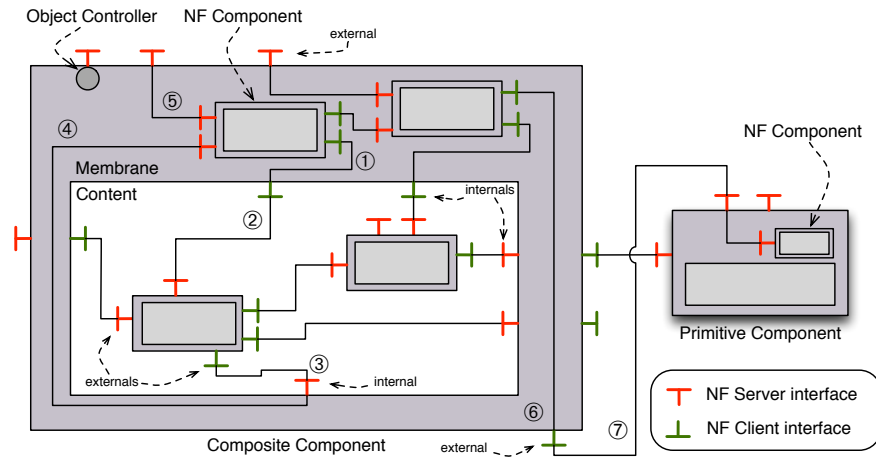 Object Controller
NF Component
external
⑤
④
NF Component
①
Membrane
Content
internals
②
Primitive Component
③
externals
internal
NF Server interface
⑥
⑦
NF Client interface
Composite Component
external